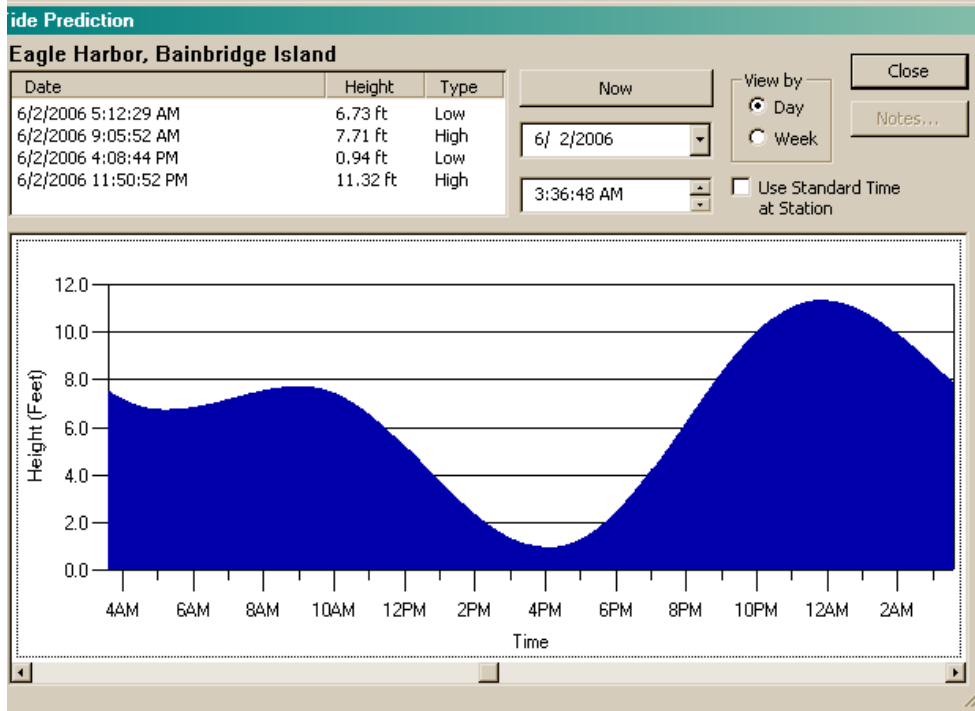 ide Prediction
Eagle Harbor, Bainbridge Island
Date Height Type
6/2/2006 5:12:29 AM 6.73 ft Low
6/2/2006 9:05:52 AM 7.71 ft High
6/2/2006 4:08:44 PM 0.94 ft Low
6/2/2006 11:50:52 PM 11.32 ft High
Now
6/ 2/2006
3:36:48 AM
View by
Day
Week
Close
Notes...
Use Standard Time
at Station
12.0
10.0
8.0
6.0
4.0
2.0
0.0
Height (Feet)
4AM 6AM 8AM 10AM 12PM 2PM 4PM 6PM 8PM 10PM 12AM 2AM
Time